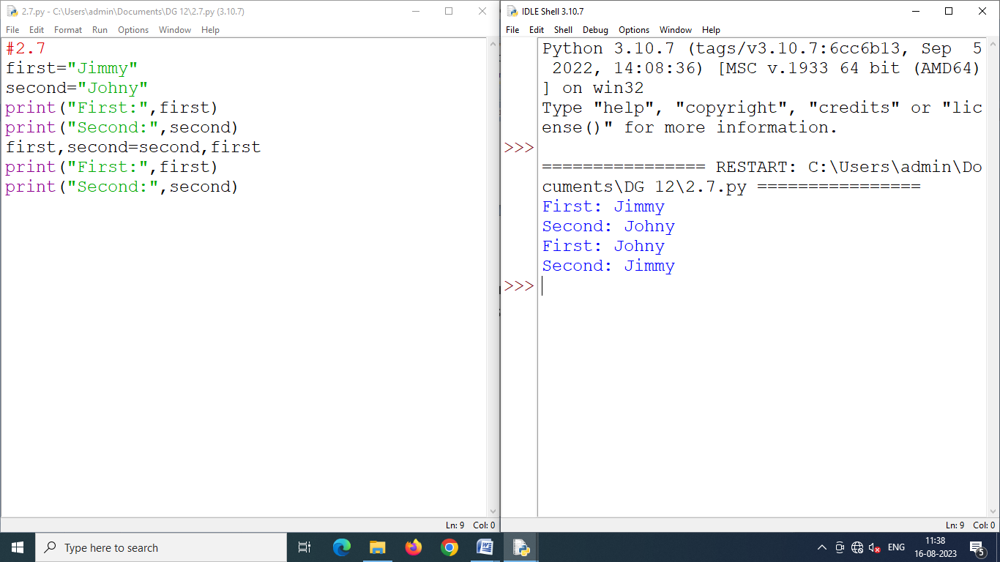 2.7.py - C:\Users\admin\Documents\DG 12\2.7.py (3.10.7)
File Edit Format Run Options Window Help
#2.7
first="Jimmy"
second="Johny"
print("First:",first)
print("Second:",second)
first,second=second,first
print("First:",first)
print("Second:",second)
Ln: 9 Col: 0
IDLE Shell 3.10.7
File Edit Shell Debug Options Window Help
Python 3.10.7 (tags/v3.10.7:6cc6b13, Sep  5
 2022, 14:08:36) [MSC v.1933 64 bit (AMD64)
] on win32
Type "help", "copyright", "credits" or "lic
ense()" for more information.
>>>
================ RESTART: C:\Users\admin\Do
cuments\DG 12\2.7.py ================
First: Jimmy
Second: Johny
First: Johny
Second: Jimmy
>>>
Ln: 9 Col: 0
Type here to search
ENG
11:38
16-08-2023
5